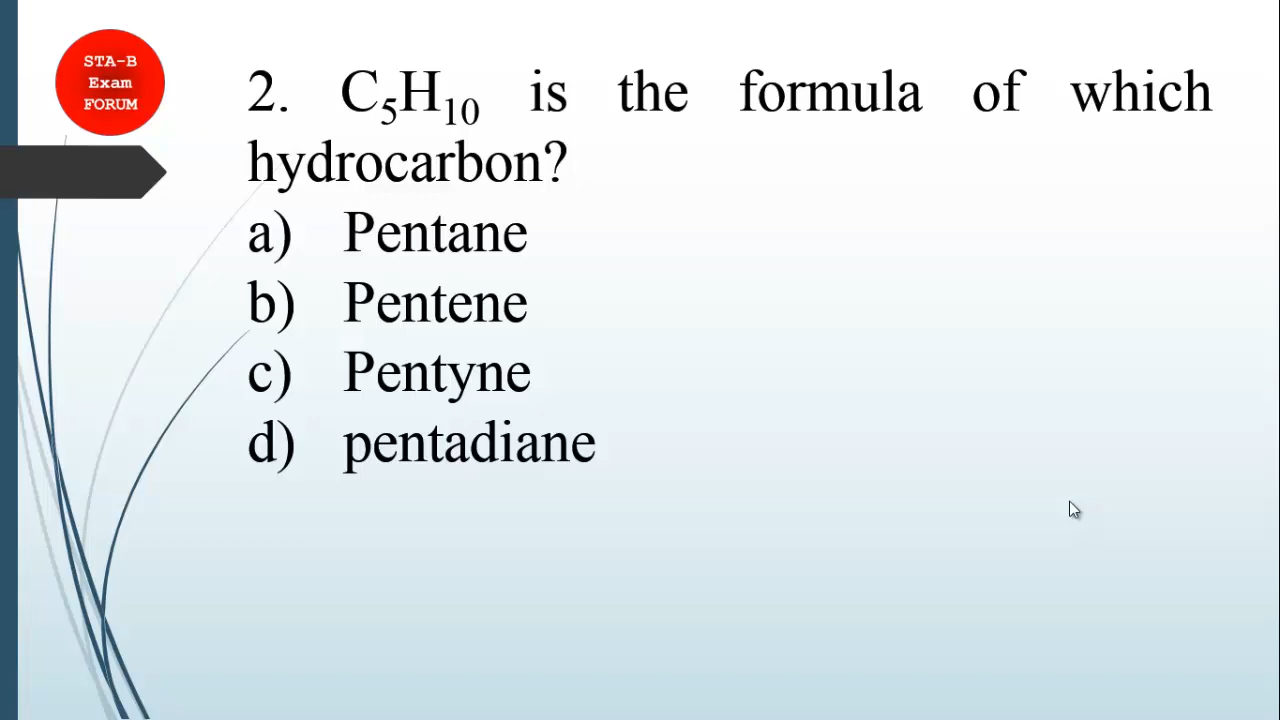 STA-B
Exam
FORUM
2. C₅H₁₀ is the formula of which
hydrocarbon?
a) Pentane
b) Pentene
c) Pentyne
d) pentadiane